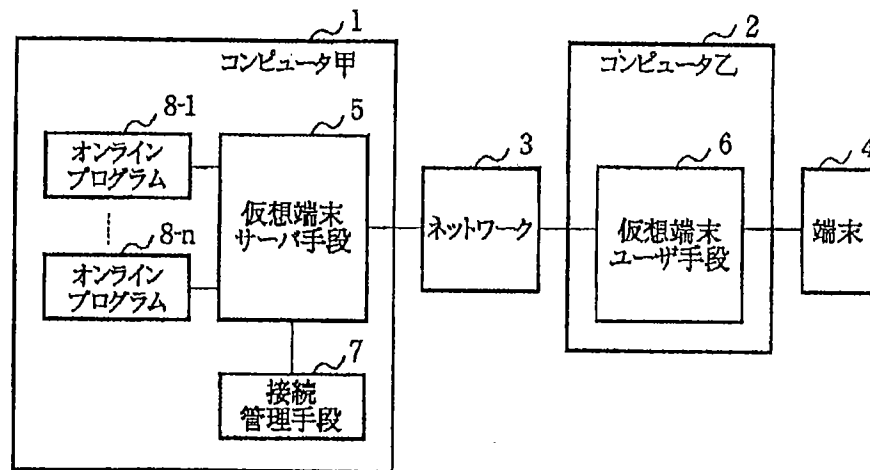 1
コンピュータ甲
8-1
オンライン
プログラム
8-n
オンライン
プログラム
5
仮想端末
サーバ手段
7
接続
管理手段
3
ネットワーク
2
コンピュータ乙
6
仮想端末
ユーザ手段
4
端末